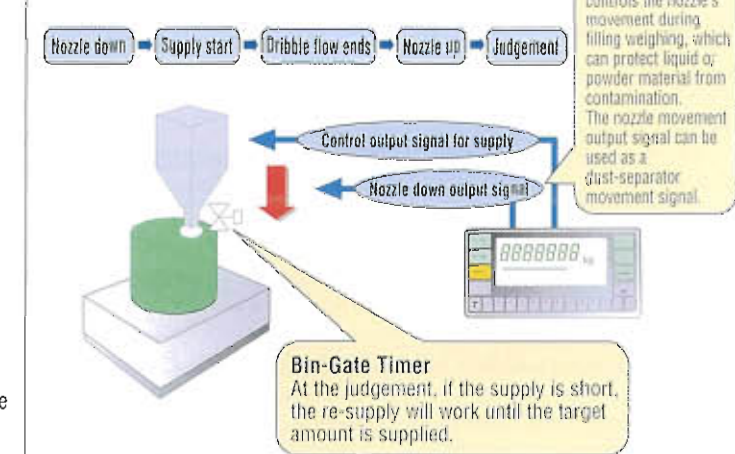 controls the nozzle's
movement during
filling weighing, which
can protect liquid or
powder material from
contamination.
The nozzle movement
output signal can be
used as a
dust-separator
movement signal.
Nozzle down Supply start Dribble flow ends Nozzle up Judgement
Control output signal for supply
Nozzle down output signal
8888888 kg
Bin-Gate Timer
At the judgement, if the supply is short,
the re-supply will work until the target
amount is supplied.
e